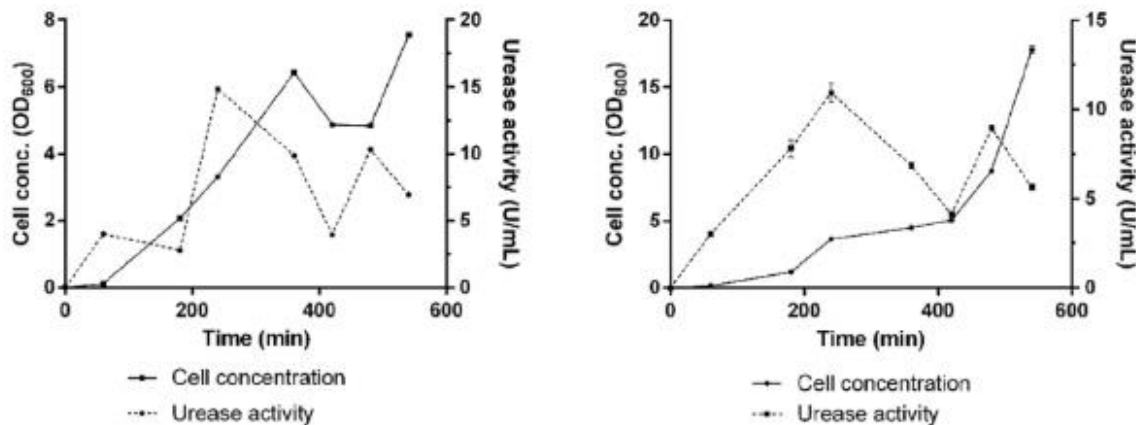 Cell conc. (OD600)
8
6
4
2
0
0
200
400
600
Time (min)
20
15
10
5
0
Urease activity (U/mL)
Cell concentration
Urease activity
Cell conc. (OD600)
20
15
10
5
0
0
200
400
600
Time (min)
15
10
5
0
Urease activity (U/mL)
Cell concentration
Urease activity